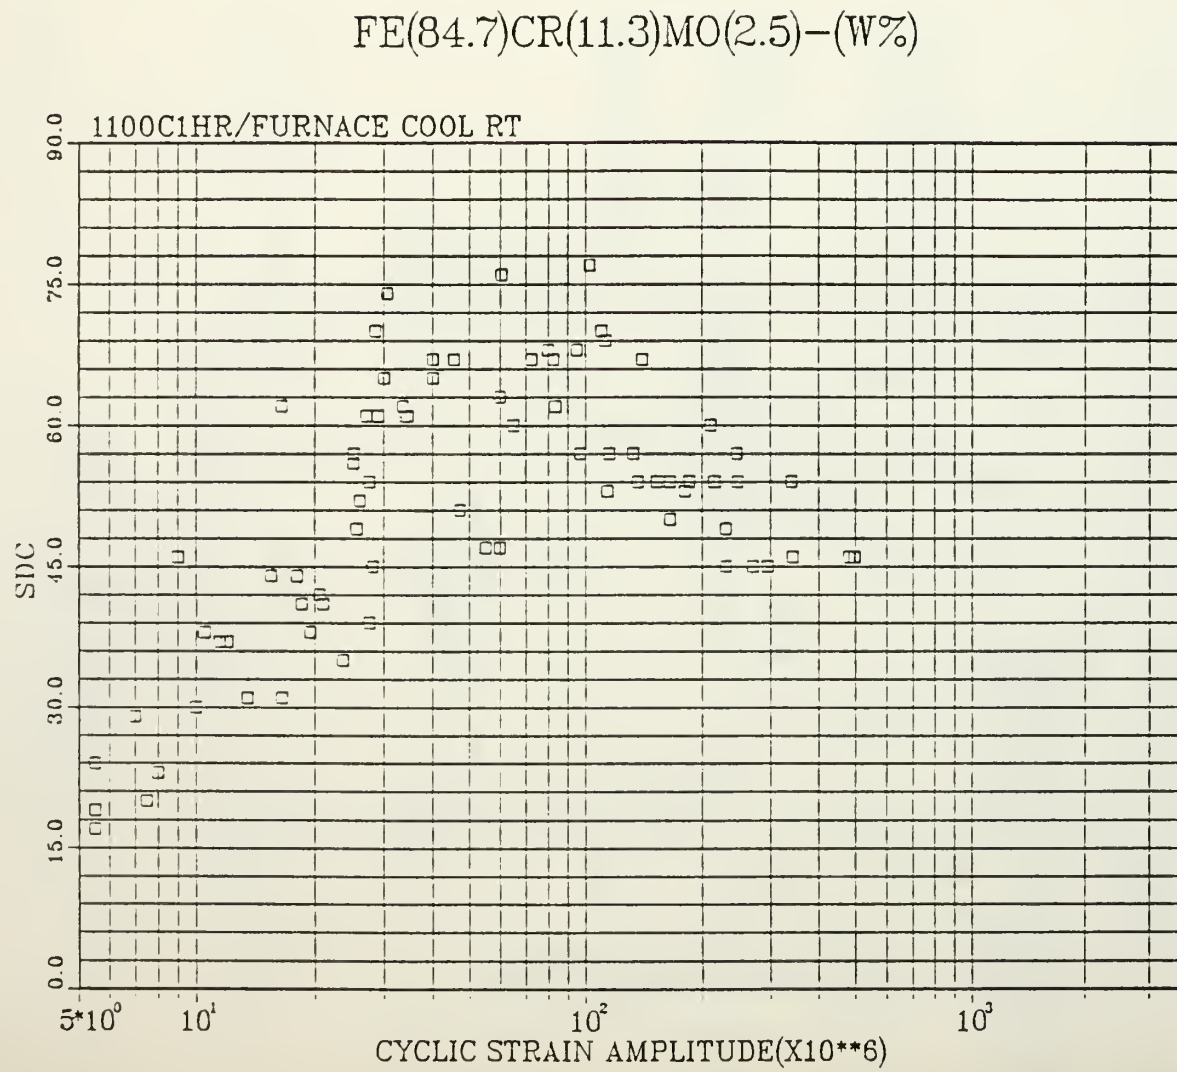 FE(84.7)CR(11.3)MO(2.5)-(W%)
1100C1HR/FURNACE COOL RT
90.0
75.0
60.0
45.0
30.0
15.0
0.0
SDC
5*10⁰ 10¹ 10² 10³
CYCLIC STRAIN AMPLITUDE(X10**6)